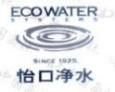 ECOWATER
SYSTEMS
SINCE 1925.
怡口净水